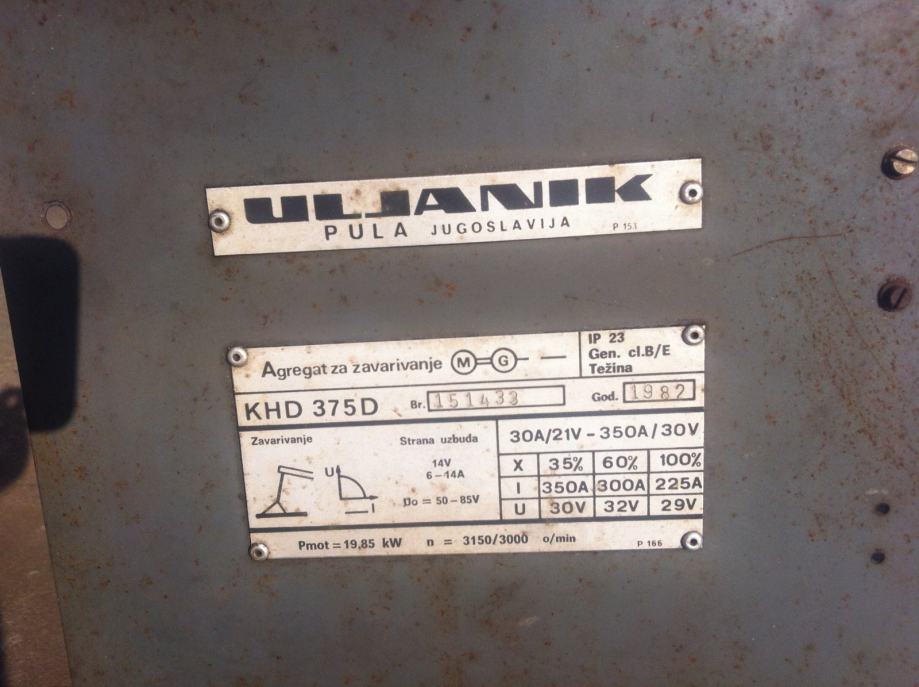 ULJANIK
PULA JUGOSLAVIJA P 151
Agregat za zavarivanje M G
IP 23
Gen. cl.B/E
Težina
KHD 375D Br. 151433 God. 1982
Zavarivanje
Strana uzbuda
U
I
14V
6-14A
Uo = 50-85V
30A/21V - 350A/30V
X 35% 60% 100%
I 350A 300A 225A
U 30V 32V 29V
Pmot = 19,85 kW n = 3150/3000 o/min P 166